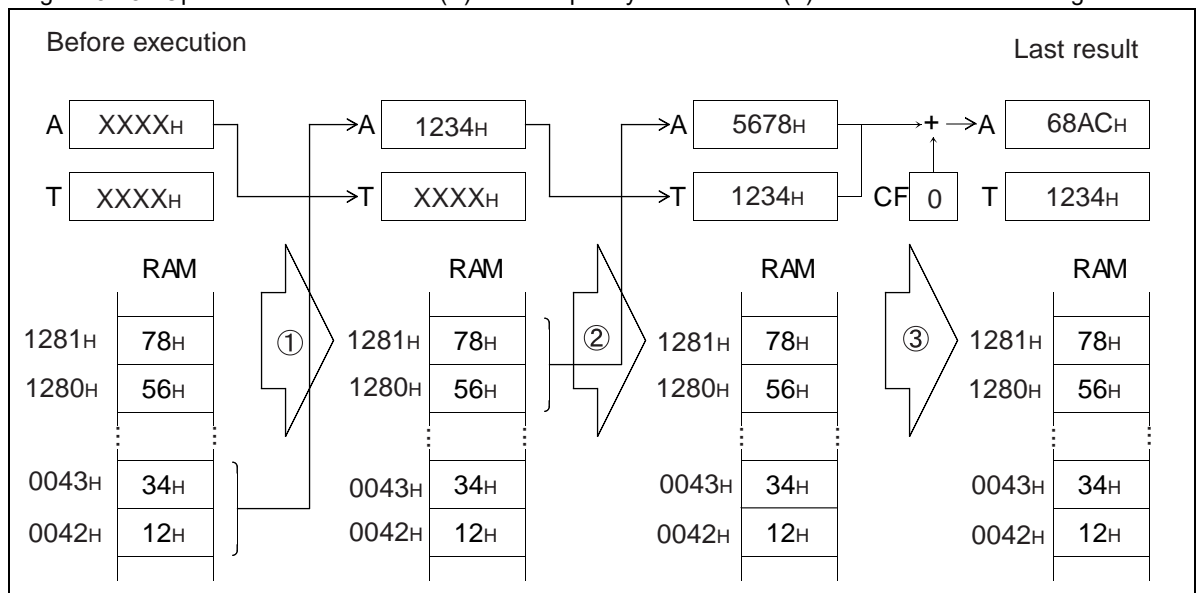 Before execution
Last result
A XXXXH A 1234H A 5678H + A 68ACH
T XXXXH T XXXXH T 1234H CF 0 T 1234H
RAM RAM RAM RAM
1281H 78H ① 1281H 78H ② 1281H 78H ③ 1281H 78H
1280H 56H 1280H 56H 1280H 56H 1280H 56H
0043H 34H 0043H 34H 0043H 34H 0043H 34H
0042H 12H 0042H 12H 0042H 12H 0042H 12H